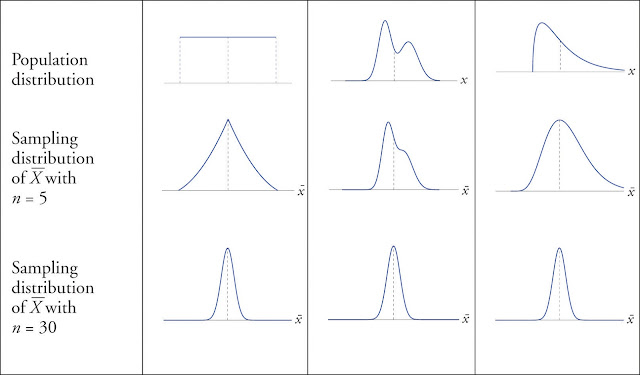 Population
distribution
x
x
Sampling
distribution
of X̅ with
n = 5
x̄
x̄
x̄
Sampling
distribution
of X̅ with
n = 30
x̄
x̄
x̄